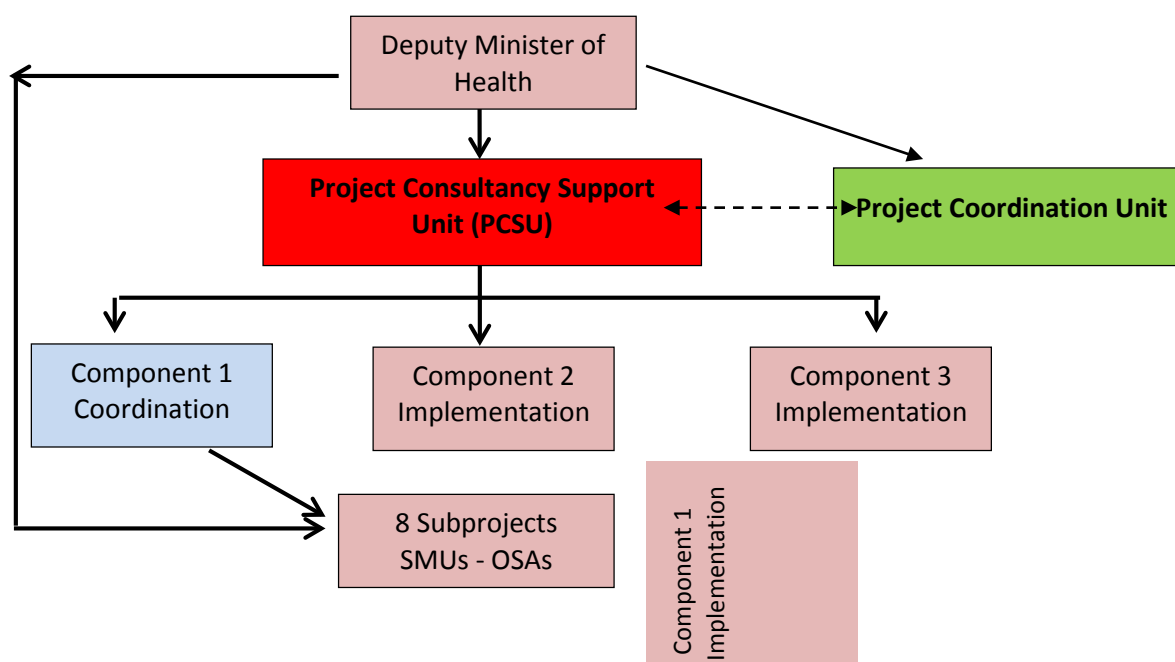 Deputy Minister of
Health
Project Consultancy Support
Unit (PCSU)
Project Coordination Unit
Component 1
Coordination
Component 2
Implementation
Component 3
Implementation
8 Subprojects
SMUs - OSAs
Component 1
Implementation